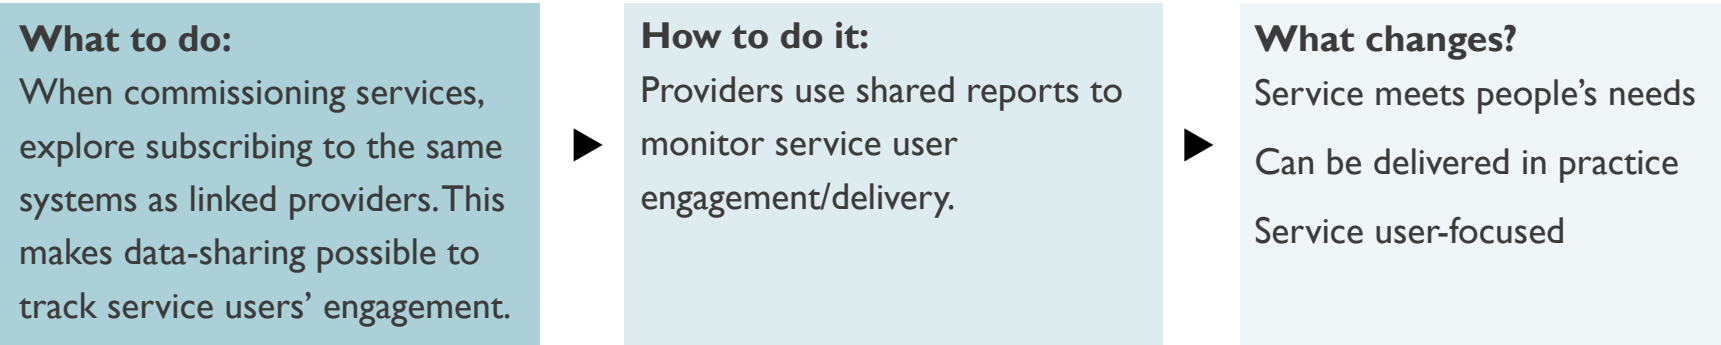 What to do:
When commissioning services,
explore subscribing to the same
systems as linked providers. This
makes data-sharing possible to
track service users’ engagement.
How to do it:
Providers use shared reports to
monitor service user
engagement/delivery.
What changes?
Service meets people’s needs
Can be delivered in practice
Service user-focused